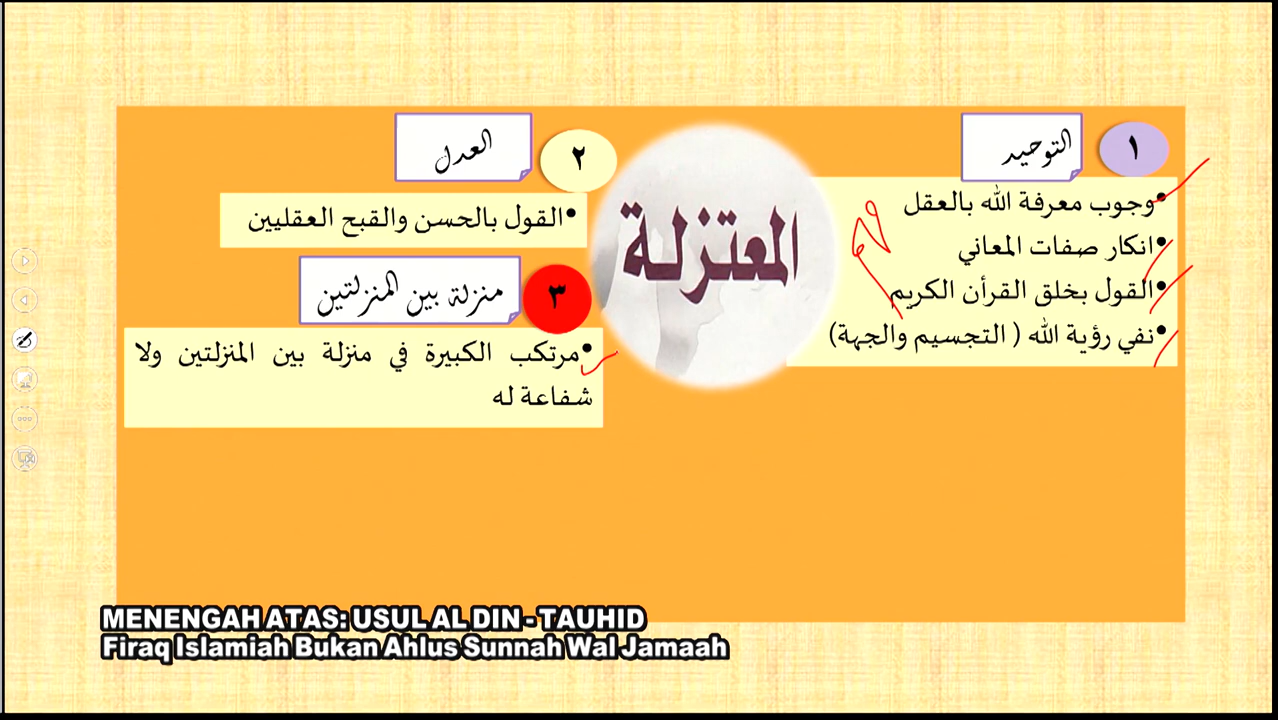 المعتزلة
١
التوحيد
•وجوب معرفة الله بالعقل
•انكار صفات المعاني
•القول بخلق القرأن الكريم
•نفي رؤية الله ( التجسيم والجهة)
٢
العدل
•القول بالحسن والقبح العقليين
٣
منزلة بين المنزلتين
•مرتكب الكبيرة في منزلة بين المنزلتين ولا
شفاعة له
MENENGAH ATAS: USUL AL DIN - TAUHID
Firaq Islamiah Bukan Ahlus Sunnah Wal Jamaah